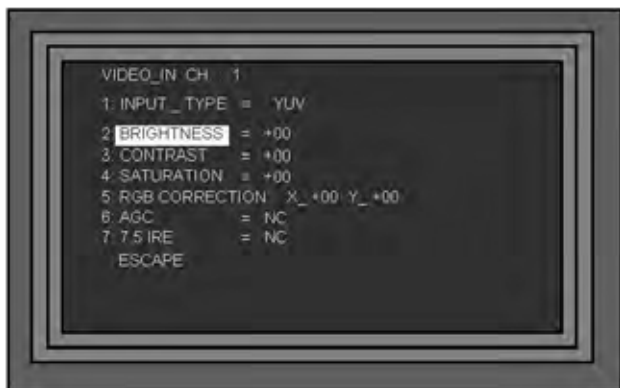 VIDEO_IN CH 1
1. INPUT_TYPE = YUV
2 BRIGHTNESS = +00
3. CONTRAST = +00
4. SATURATION = +00
5. RGB CORRECTION X_+00 Y_+00
6. AGC = NC
7. 7.5 IRE = NC
ESCAPE